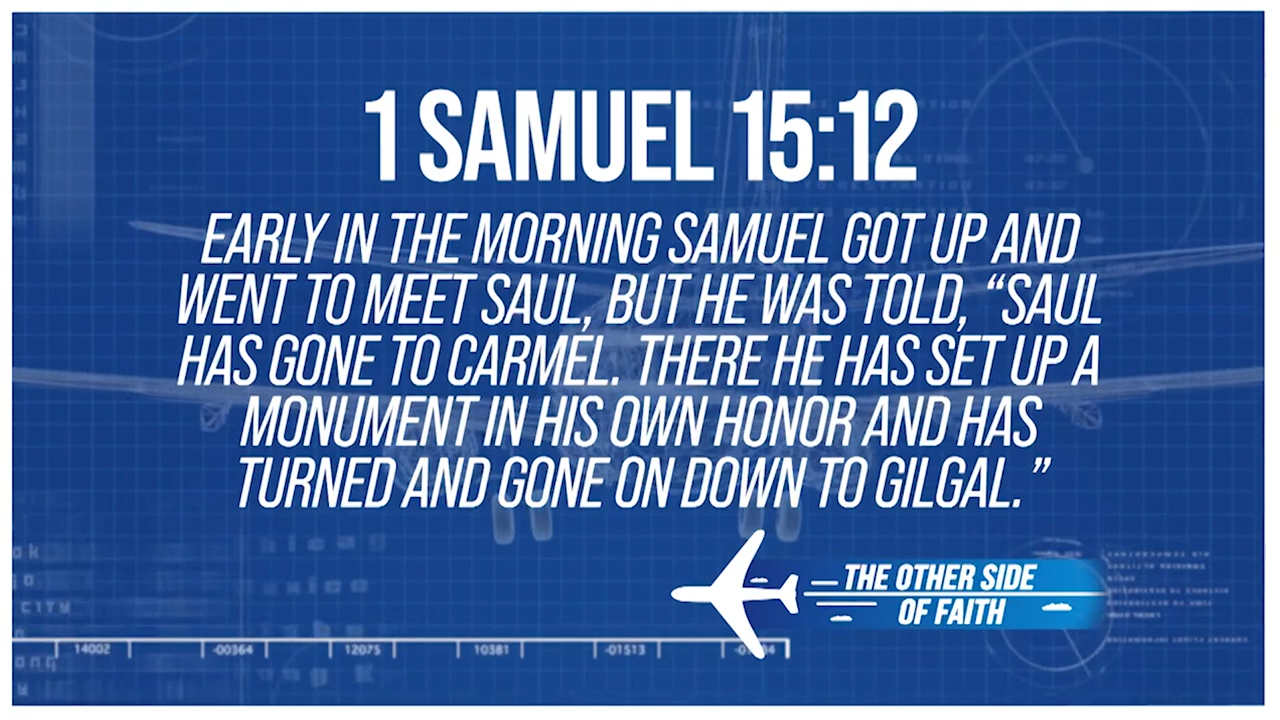 1 SAMUEL 15:12
EARLY IN THE MORNING SAMUEL GOT UP AND
WENT TO MEET SAUL, BUT HE WAS TOLD, “SAUL
HAS GONE TO CARMEL. THERE HE HAS SET UP A
MONUMENT IN HIS OWN HONOR AND HAS
TURNED AND GONE ON DOWN TO GILGAL.”
THE OTHER SIDE
OF FAITH
CITY
14002 -00364 12075 10381 -01513